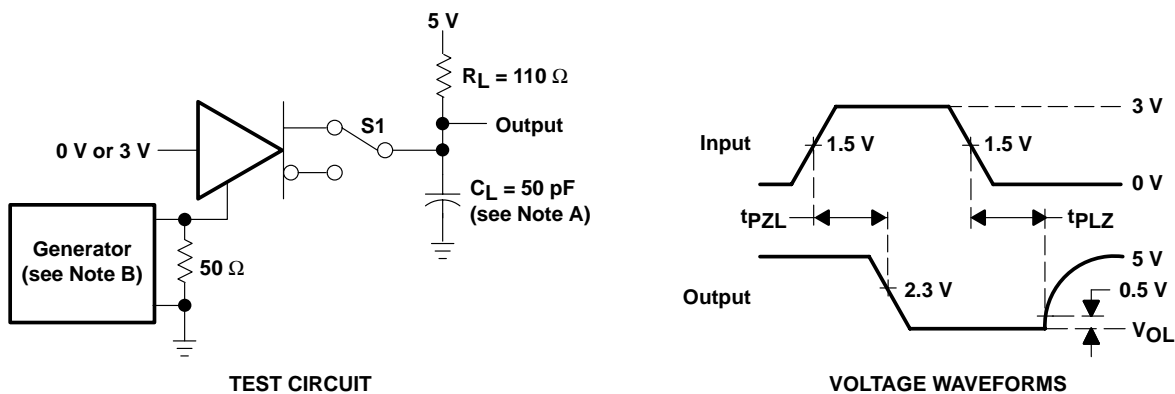 5 V
RL = 110 Ω
S1
Output
0 V or 3 V
CL = 50 pF
(see Note A)
Generator
(see Note B)
50 Ω
TEST CIRCUIT
3 V
Input
1.5 V
1.5 V
0 V
tPZL
tPLZ
5 V
0.5 V
Output
2.3 V
VOL
VOLTAGE WAVEFORMS